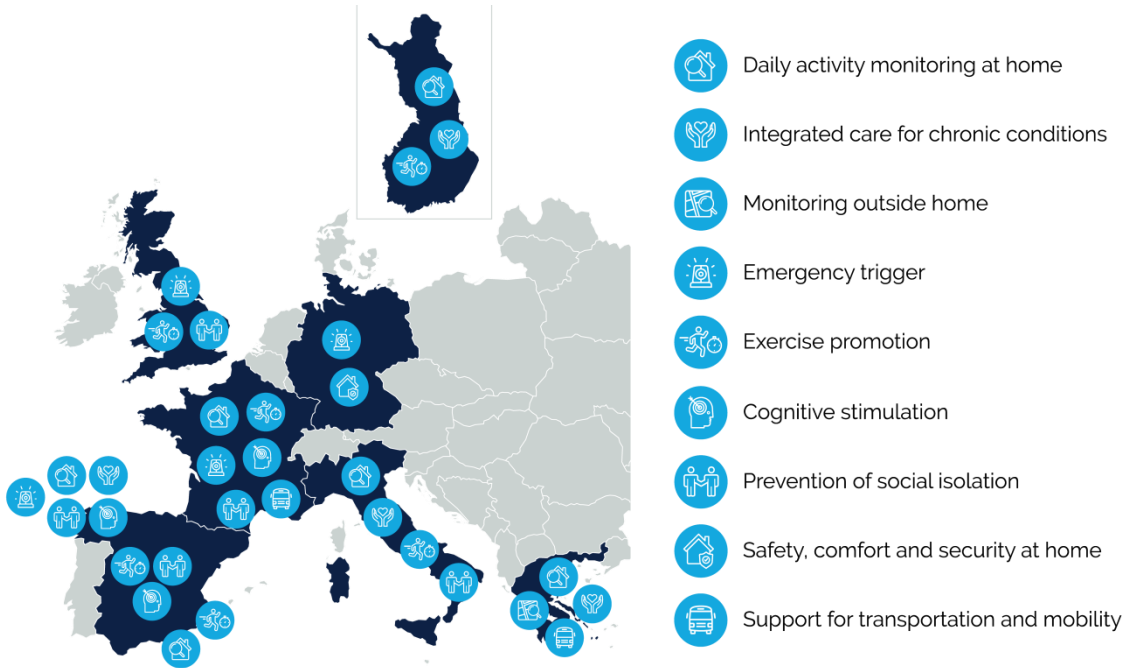 Daily activity monitoring at home
Integrated care for chronic conditions
Monitoring outside home
Emergency trigger
Exercise promotion
Cognitive stimulation
Prevention of social isolation
Safety, comfort and security at home
Support for transportation and mobility